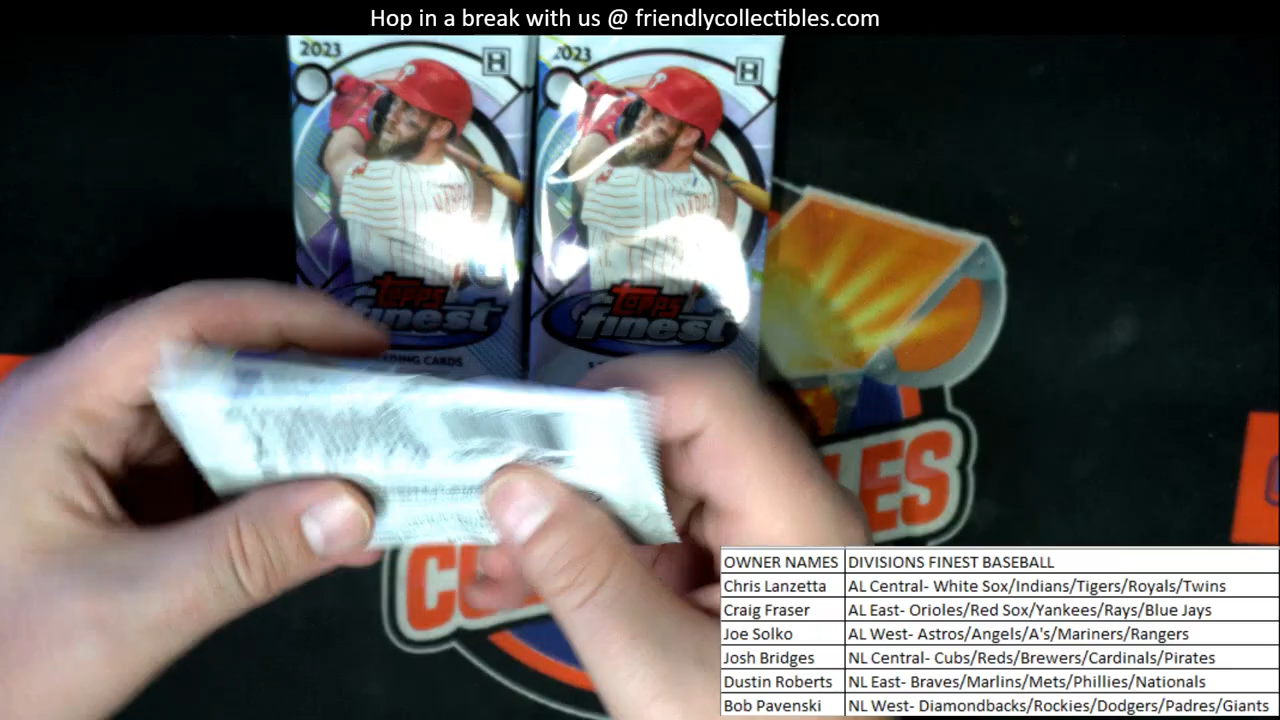 Hop in a break with us @ friendlycollectibles.com
2023
H
2023
H
Topps
finest
Topps
finest
DING CARDS
LES
OWNER NAMES DIVISIONS FINEST BASEBALL
Chris Lanzetta AL Central- White Sox/Indians/Tigers/Royals/Twins
Craig Fraser AL East- Orioles/Red Sox/Yankees/Rays/Blue Jays
Joe Solko AL West- Astros/Angels/A's/Mariners/Rangers
Josh Bridges NL Central- Cubs/Reds/Brewers/Cardinals/Pirates
Dustin Roberts NL East- Braves/Marlins/Mets/Phillies/Nationals
Bob Pavenski NL West- Diamondbacks/Rockies/Dodgers/Padres/Giants